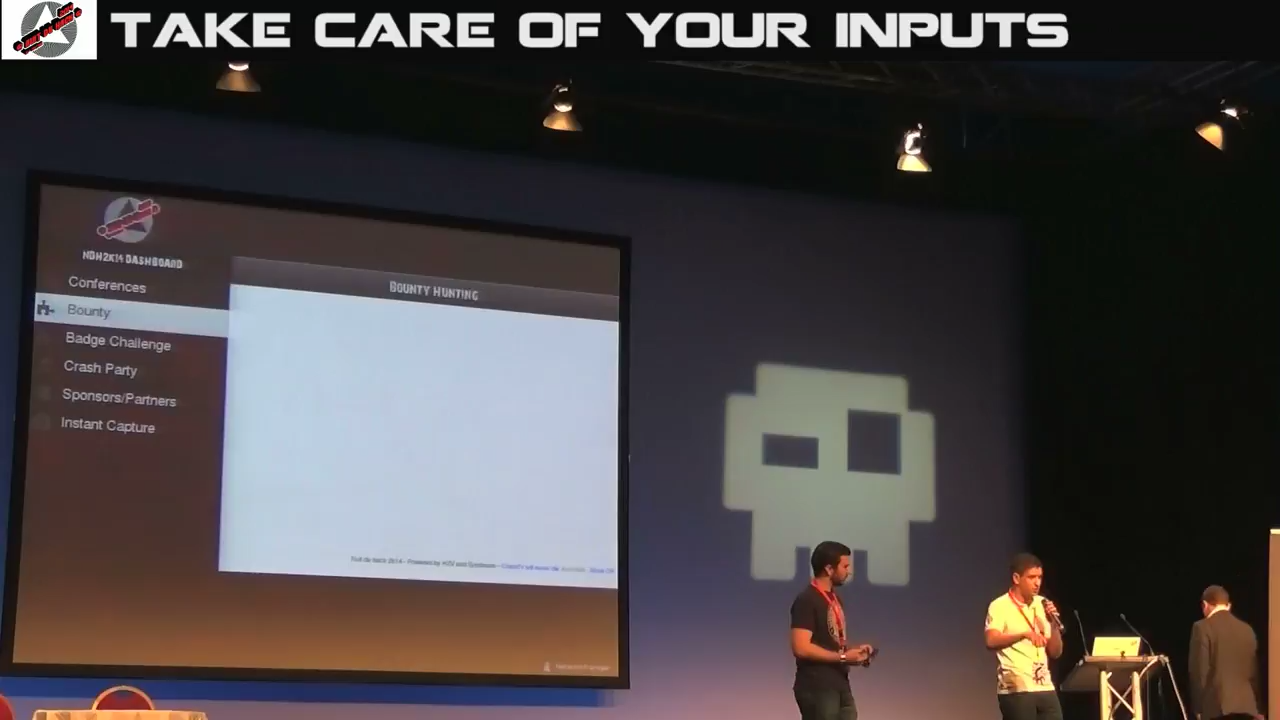 TAKE CARE OF YOUR INPUTS
NDH2K14 DASHBOARD
Conferences
Bounty
Badge Challenge
Crash Party
Sponsors/Partners
Instant Capture
BOUNTY HUNTING